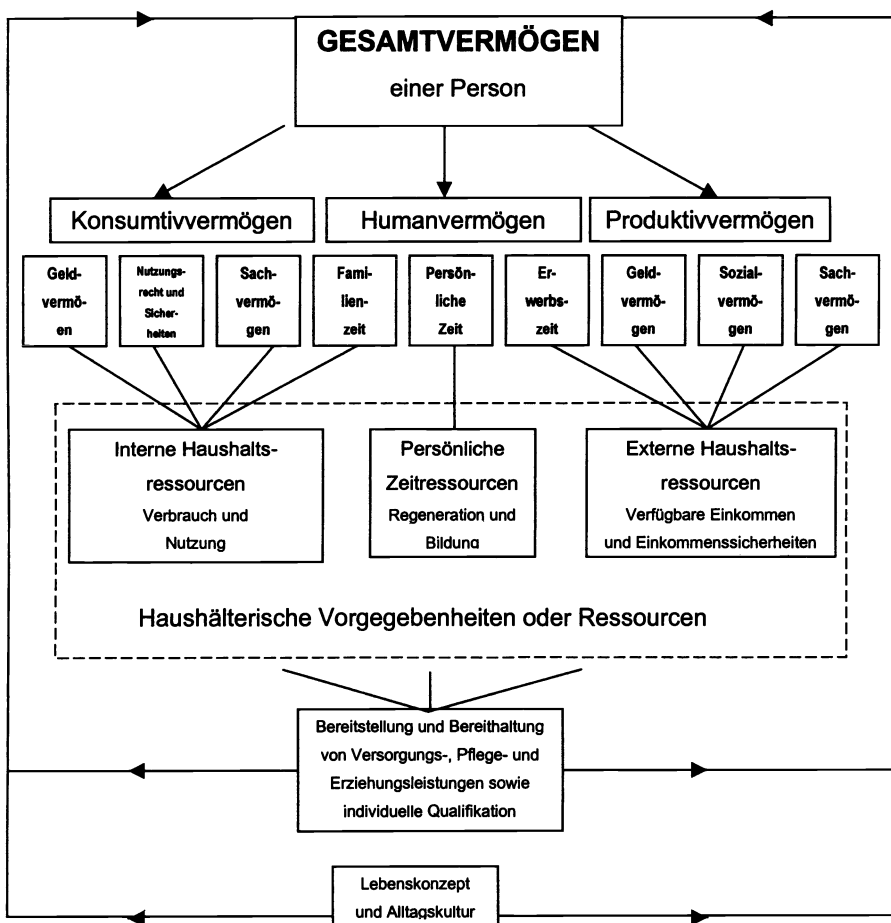 GESAMTVERMÖGEN
einer Person
Konsumtivvermögen
Humanvermögen
Produktivvermögen
Geld-
vermö-
en
Nutzungs-
recht und
Sicher-
heiten
Sach-
vermö-
gen
Fami-
lien-
zeit
Persön-
liche
Zeit
Er-
werbs-
zeit
Geld-
vermö-
gen
Sozial-
vermö-
gen
Sach-
vermö-
gen
Interne Haushalts-
ressourcen
Verbrauch und
Nutzung
Persönliche
Zeitressourcen
Regeneration und
Bildung
Externe Haushalts-
ressourcen
Verfügbare Einkommen
und Einkommenssicherheiten
Haushälterische Vorgegebenheiten oder Ressourcen
Bereitstellung und Bereithaltung
von Versorgungs-, Pflege- und
Erziehungsleistungen sowie
individuelle Qualifikation
Lebenskonzept
und Alltagskultur